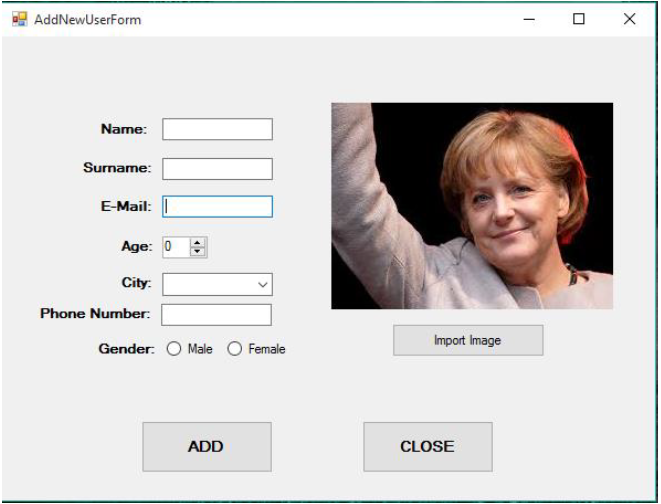 AddNewUserForm
Name:
Surname:
E-Mail:
Age: 0
City:
Phone Number:
Gender: Male Female
Import Image
ADD CLOSE